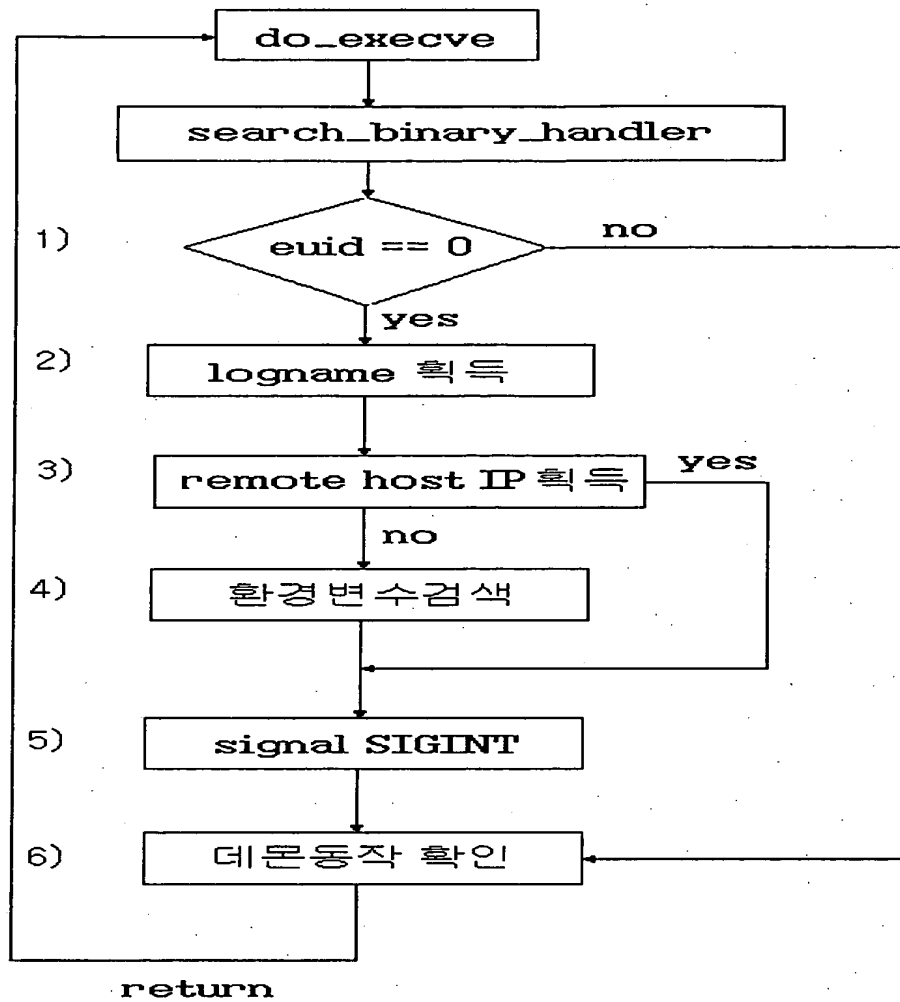 do_execve
search_binary_handler
1)
euid == 0
no
yes
2)
logname 획득
3)
remote host IP 획득
yes
no
4)
환경변수검색
5)
signal SIGINT
6)
데몬동작 확인
return